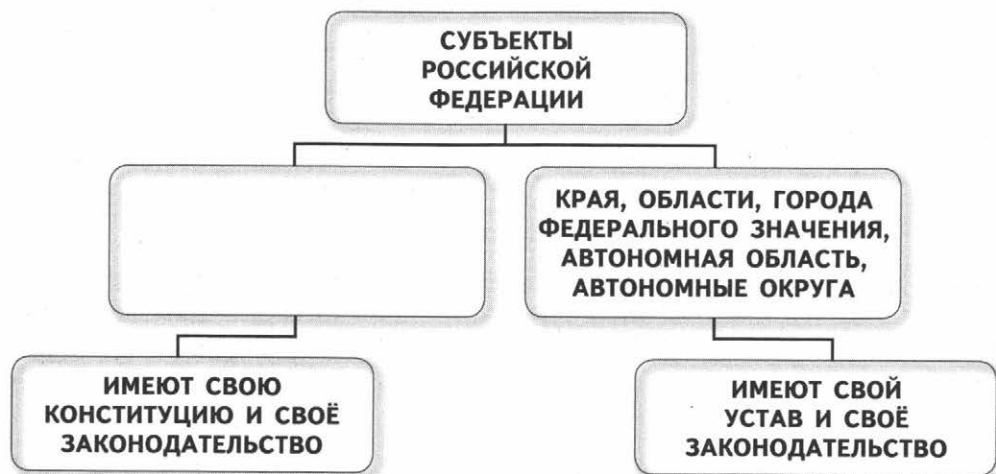 СУБЪЕКТЫ
РОССИЙСКОЙ
ФЕДЕРАЦИИ
КРАЯ, ОБЛАСТИ, ГОРОДА
ФЕДЕРАЛЬНОГО ЗНАЧЕНИЯ,
АВТОНОМНАЯ ОБЛАСТЬ,
АВТОНОМНЫЕ ОКРУГА
ИМЕЮТ СВОЮ
КОНСТИТУЦИЮ И СВОЁ
ЗАКОНОДАТЕЛЬСТВО
ИМЕЮТ СВОЙ
УСТАВ И СВОЁ
ЗАКОНОДАТЕЛЬСТВО